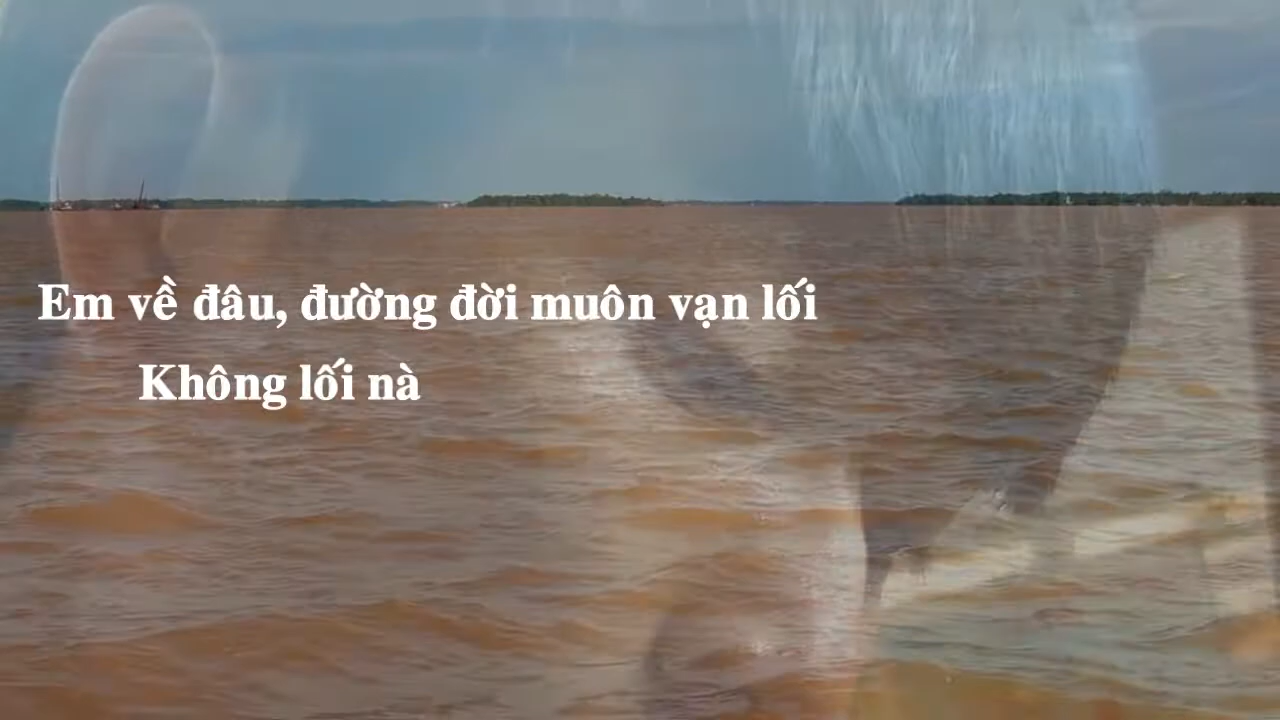 Em về đâu, đường đời muôn vạn lối
Không lối nà